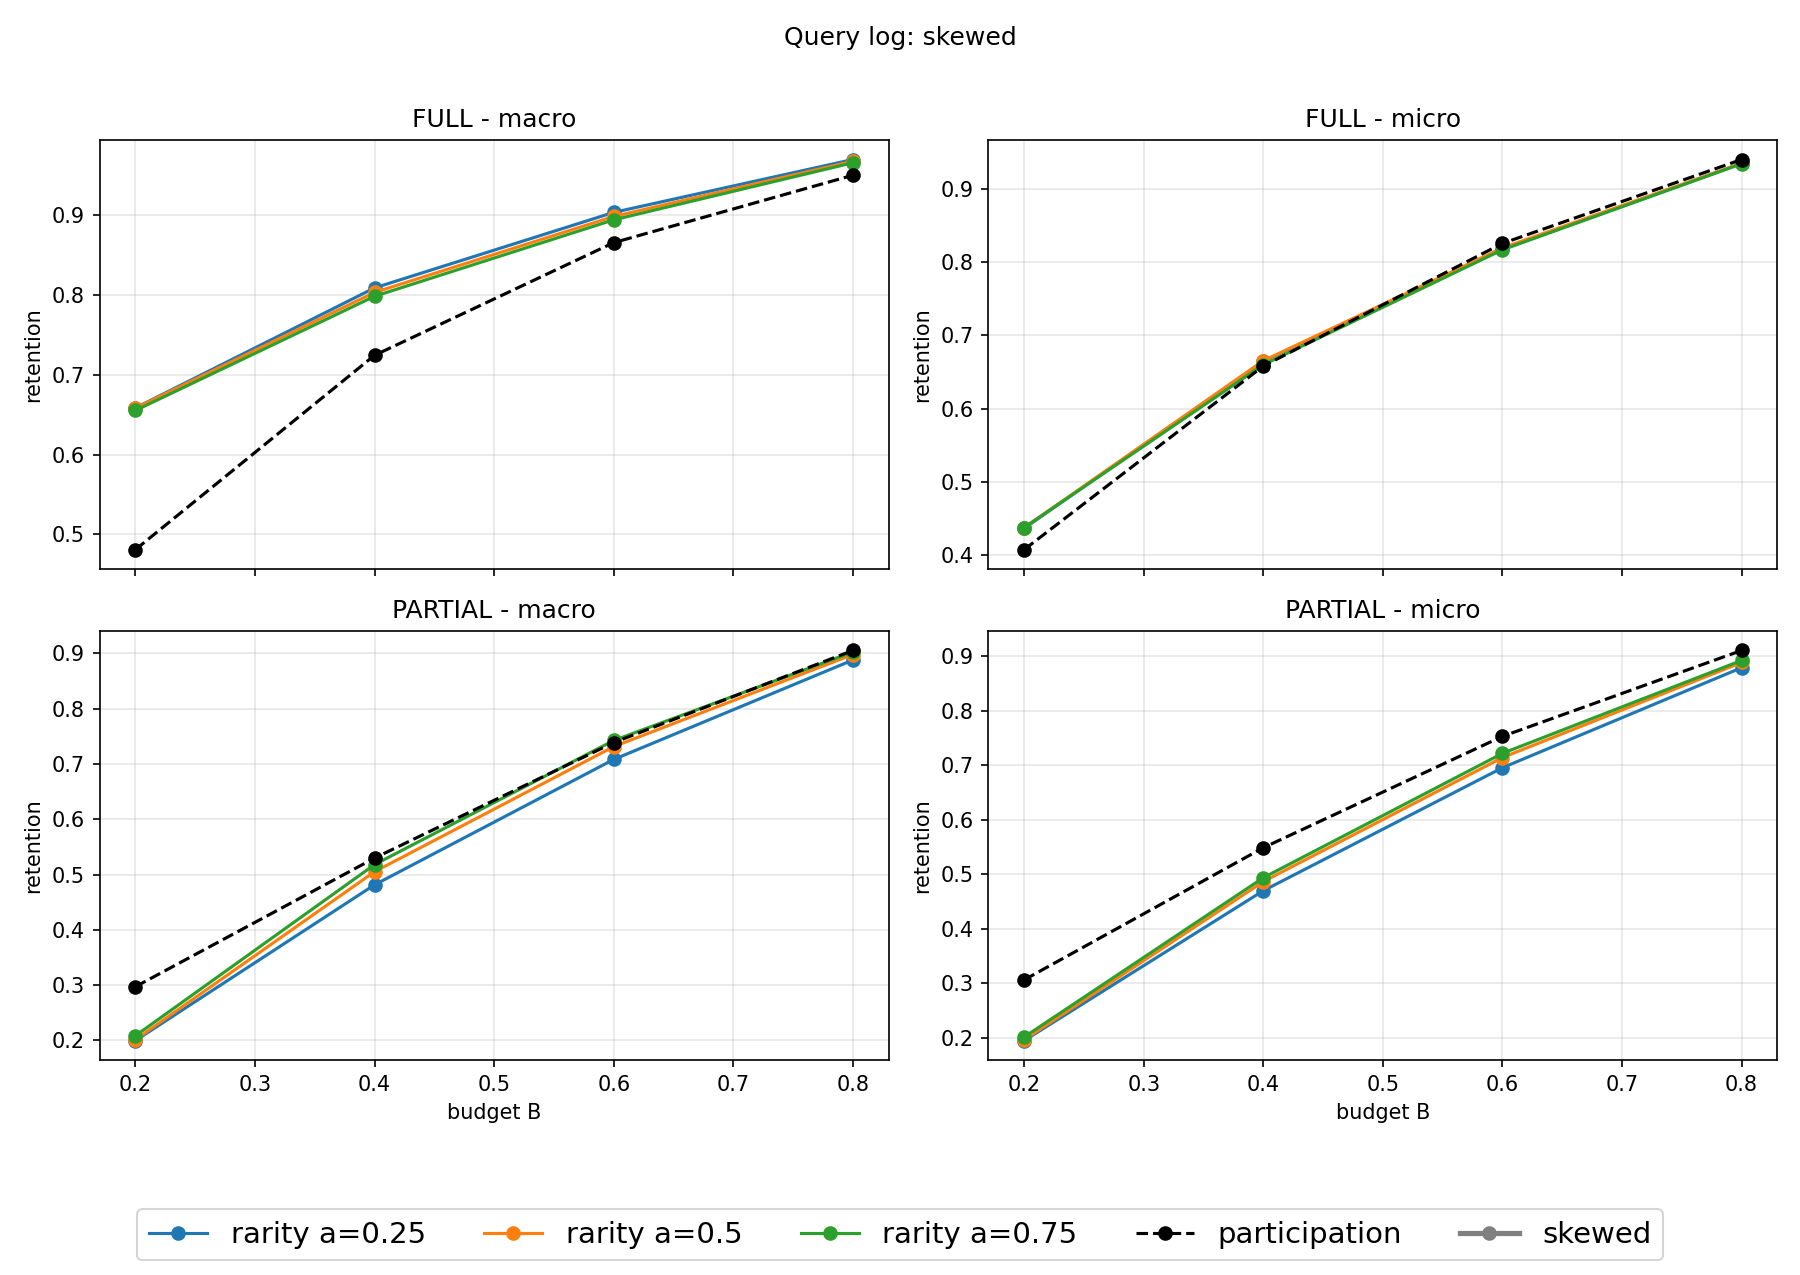 Query log: skewed
FULL - macro
retention
0.9
0.8
0.7
0.6
0.5
FULL - micro
retention
0.9
0.8
0.7
0.6
0.5
0.4
PARTIAL - macro
retention
0.9
0.8
0.7
0.6
0.5
0.4
0.3
0.2
0.2 0.3 0.4 0.5 0.6 0.7 0.8
budget B
PARTIAL - micro
retention
0.9
0.8
0.7
0.6
0.5
0.4
0.3
0.2
0.2 0.3 0.4 0.5 0.6 0.7 0.8
budget B
rarity a=0.25 rarity a=0.5 rarity a=0.75 participation skewed